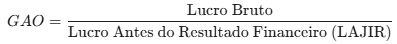 GAO = Lucro Bruto / Lucro Antes do Resultado Financeiro (LAJIR)